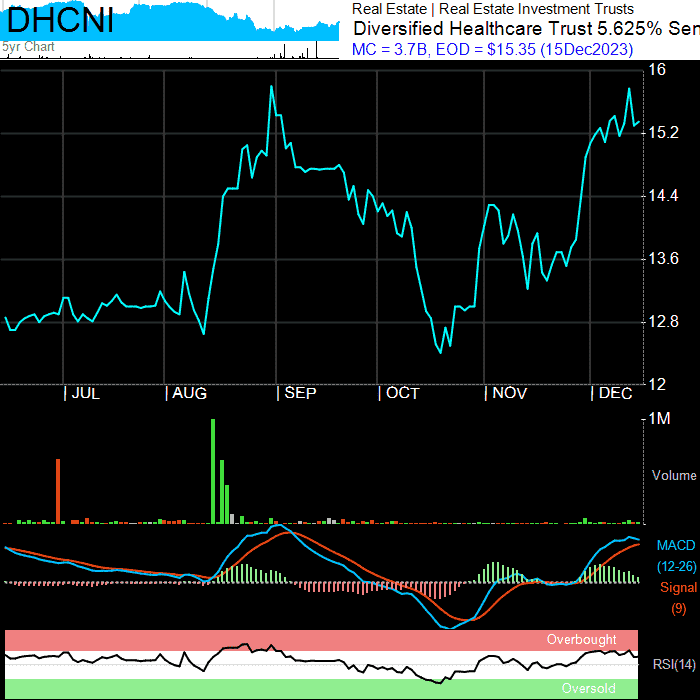 DHCNI
5yr Chart
Real Estate | Real Estate Investment Trusts
Diversified Healthcare Trust 5.625% Sen
MC = 3.7B, EOD = $15.35 (15Dec2023)
16
15.2
14.4
13.6
12.8
12
| JUL | AUG | SEP | OCT | NOV | DEC
1M
Volume
MACD
(12-26)
Signal
(9)
Overbought
RSI(14)
Oversold